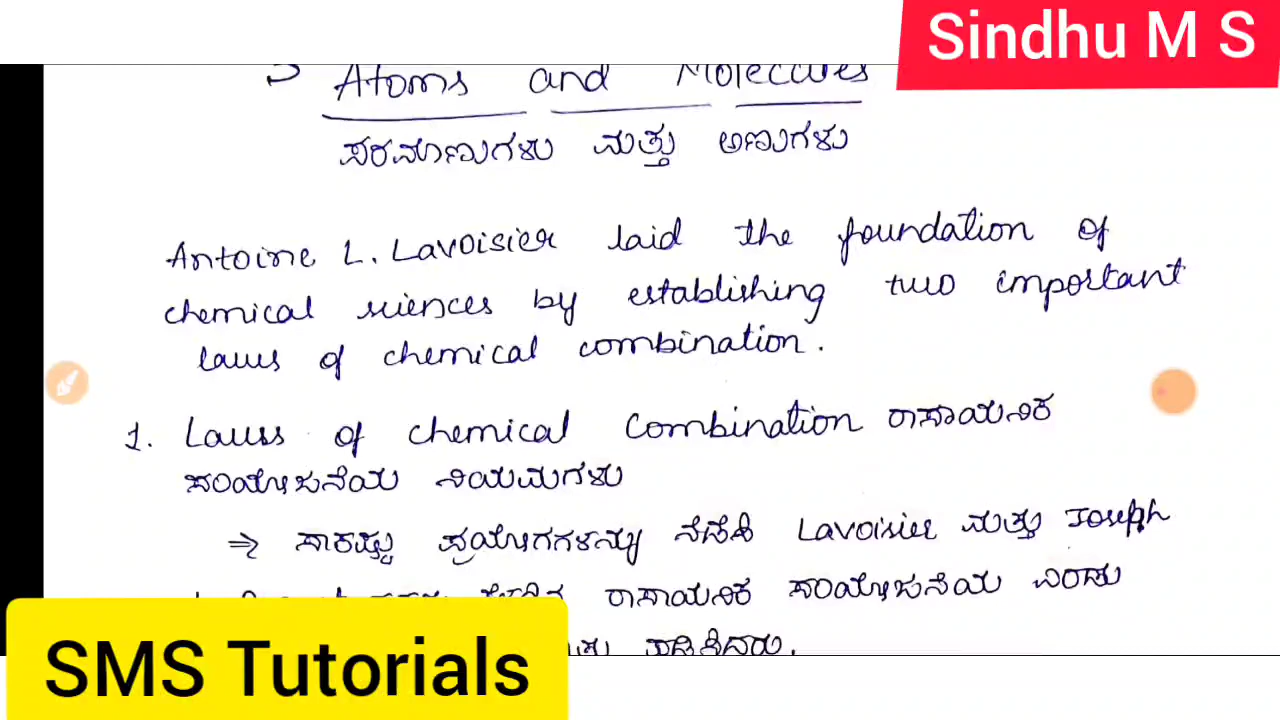 Sindhu M S
Atoms and Molecules
ಪರಮಾಣುಗಳು ಮತ್ತು ಅಣುಗಳು
Antoine L. Lavoisier laid the foundation of
chemical sciences by establishing two important
laws of chemical combination.
1. Laws of chemical Combination ರಾಸಾಯನಿಕ
ಸಂಯೋಜನೆಯ ನಿಯಮಗಳು
⇒ ಸಾಕಷ್ಟು ಪ್ರಯೋಗಗಳನ್ನು ನೆಡೆಸಿ Lavoisier ಮತ್ತು Joseph
ರಾಸಾಯನಿಕ ಸಂಯೋಜನೆಯ ಎರಡು
SMS Tutorials